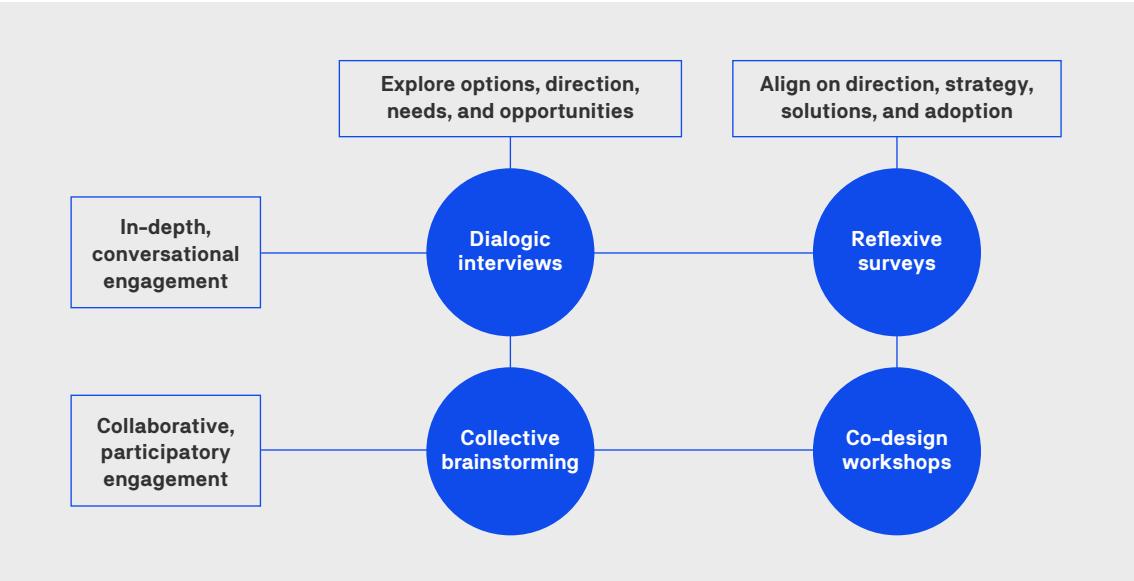 Explore options, direction,
needs, and opportunities
Align on direction, strategy,
solutions, and adoption
In-depth,
conversational
engagement
Dialogic
interviews
Reflexive
surveys
Collaborative,
participatory
engagement
Collective
brainstorming
Co-design
workshops